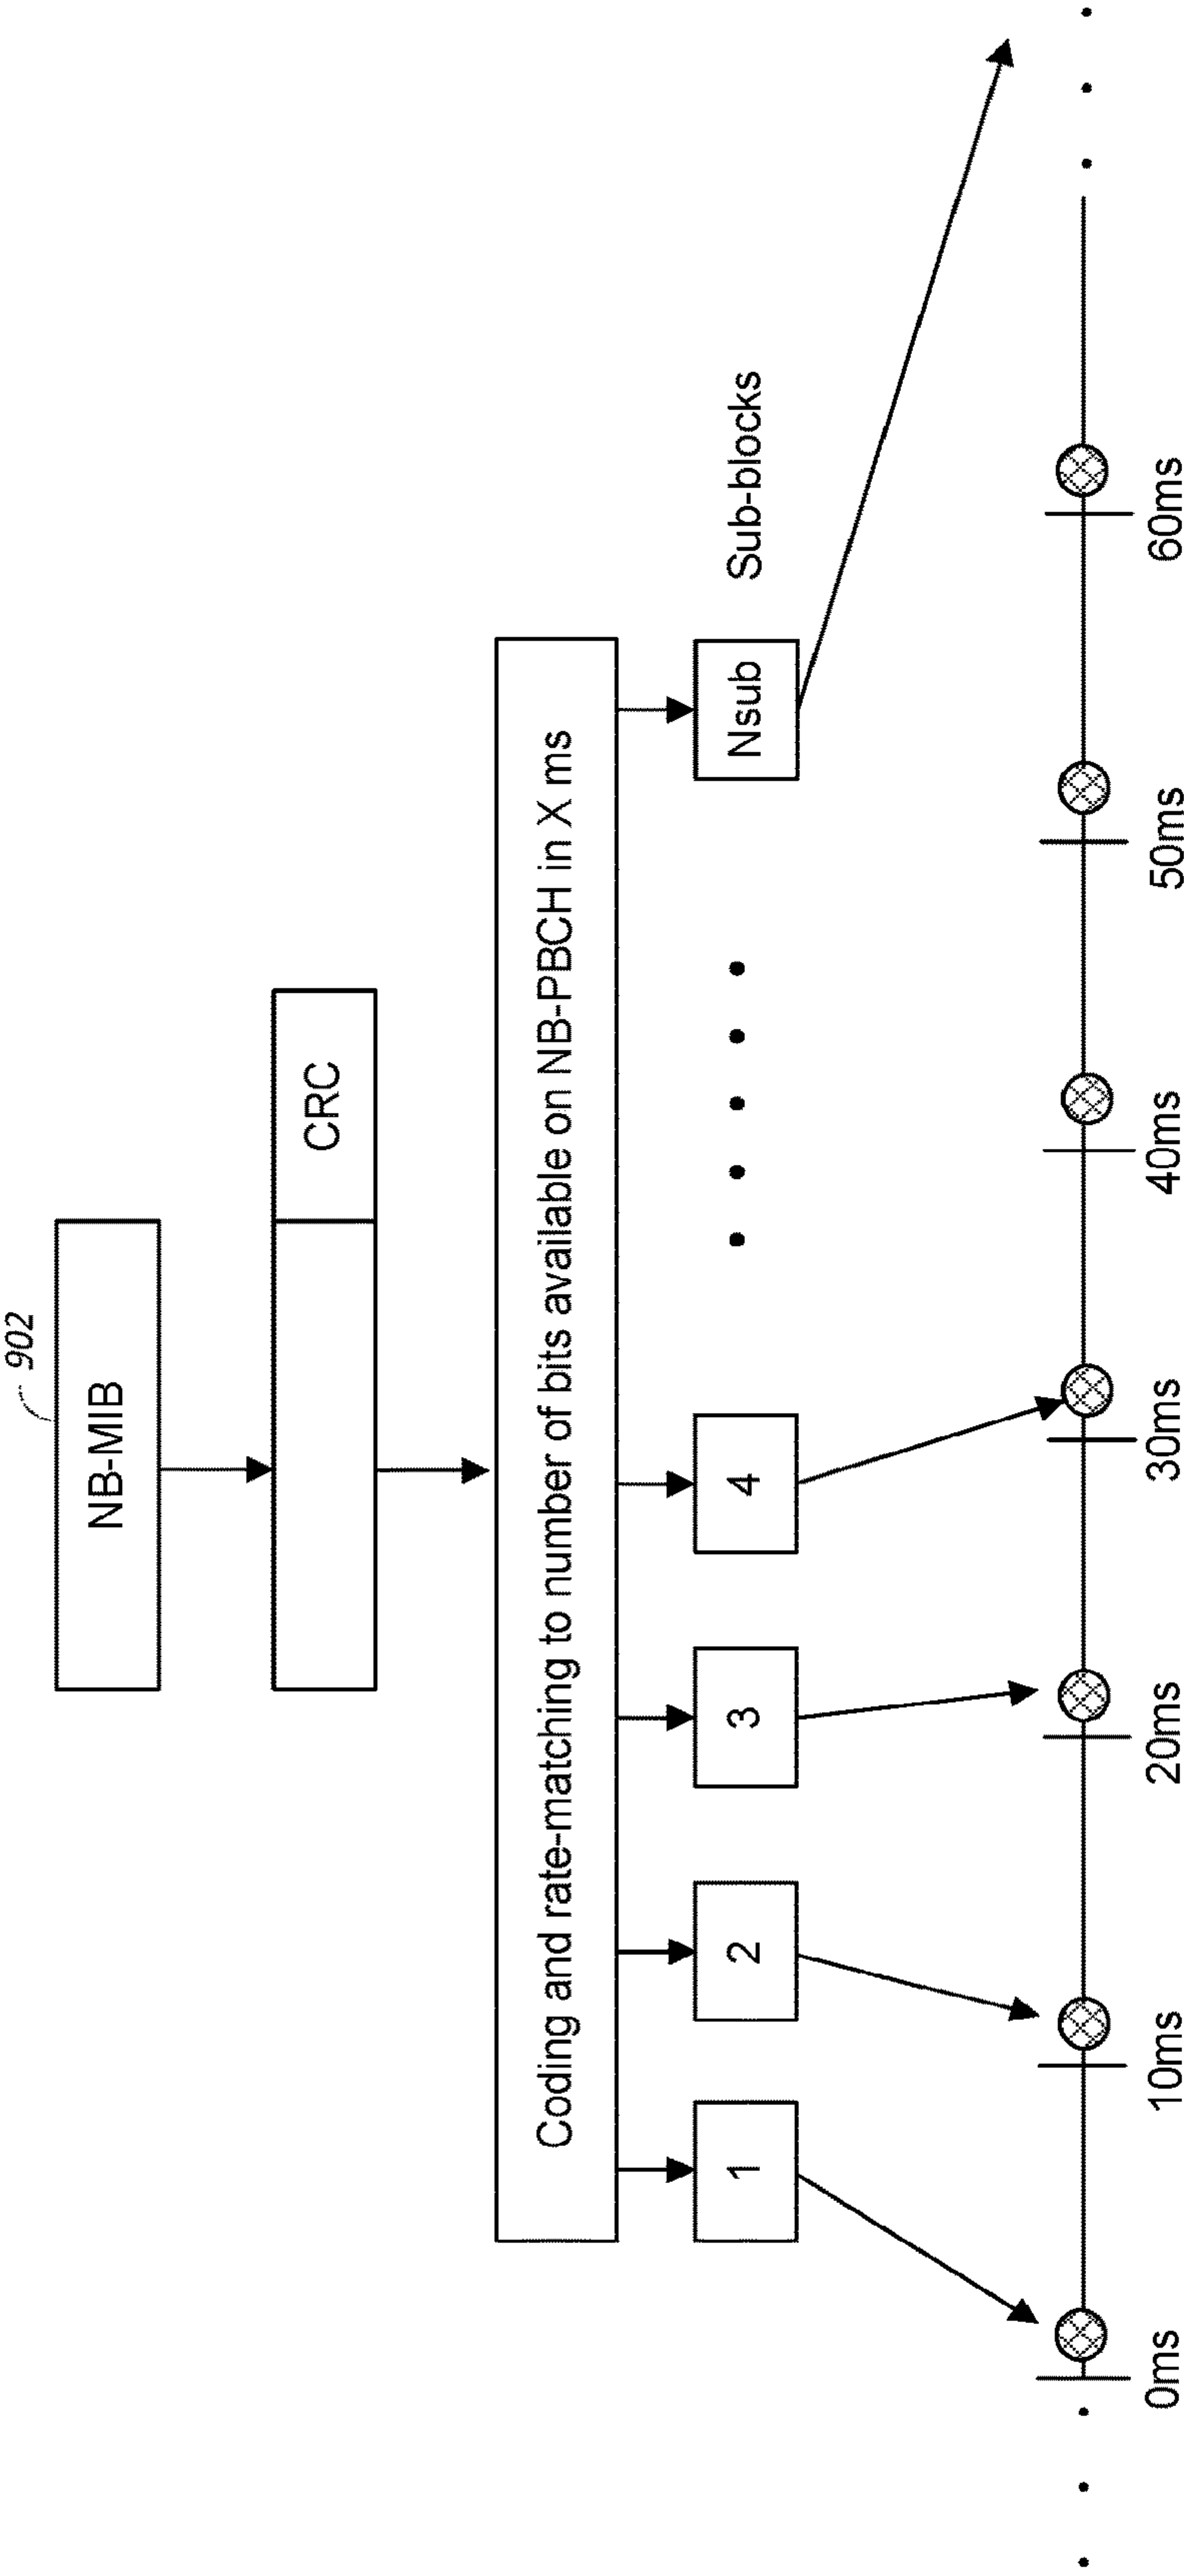 902
NB-MIB
CRC
Coding and rate-matching to number of bits available on NB-PBCH in X ms
1 2 3 4 Nsub Sub-blocks
0ms 10ms 20ms 30ms 40ms 50ms 60ms